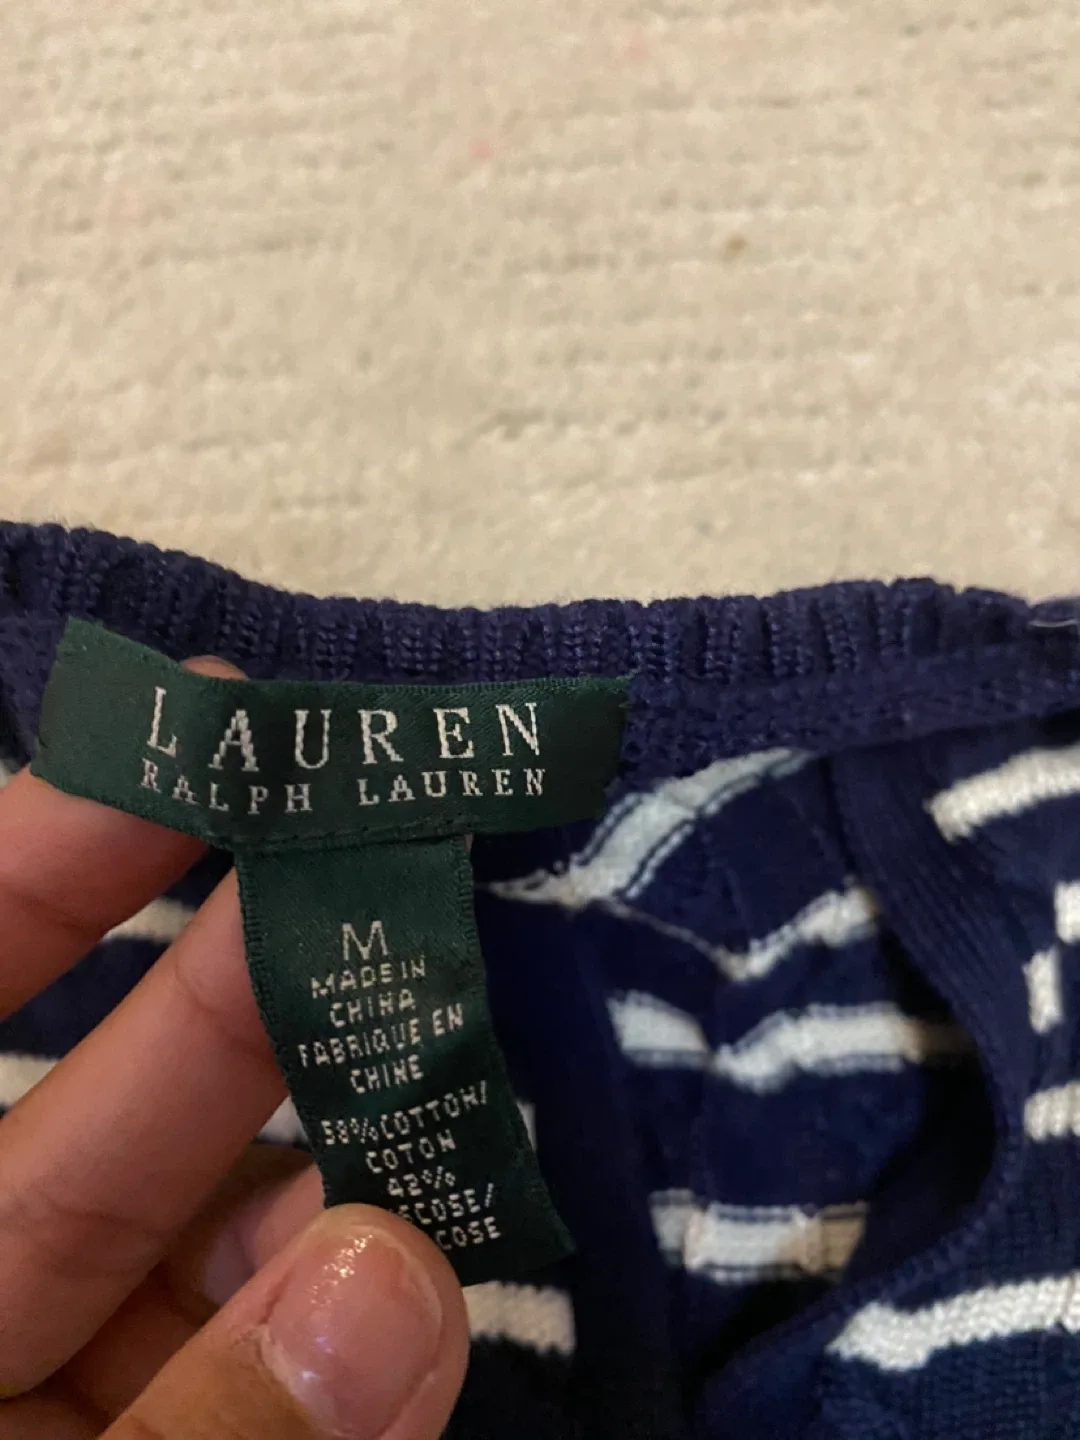 LAUREN
RALPH LAUREN
M
MADE IN
CHINA
FABRIQUE EN
CHINE
58%COTTON/
COTON
42%